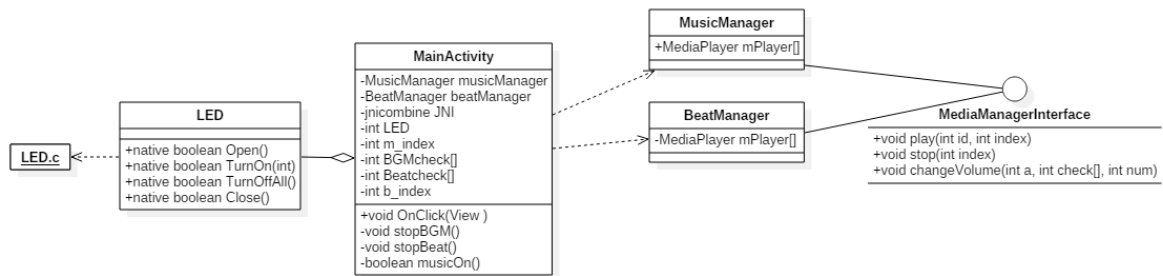 LED.c
LED
+native boolean Open()
+native boolean TurnOn(int)
+native boolean TurnOffAll()
+native boolean Close()
MainActivity
-MusicManager musicManager
-BeatManager beatManager
-jnicombine JNI
-int LED
-int m_index
-int BGMcheck[]
-int Beatcheck[]
-int b_index
+void OnClick(View )
-void stopBGM()
-void stopBeat()
-boolean musicOn()
MusicManager
+MediaPlayer mPlayer[]
BeatManager
-MediaPlayer mPlayer[]
MediaManagerInterface
+void play(int id, int index)
+void stop(int index)
+void changeVolume(int a, int check[], int num)